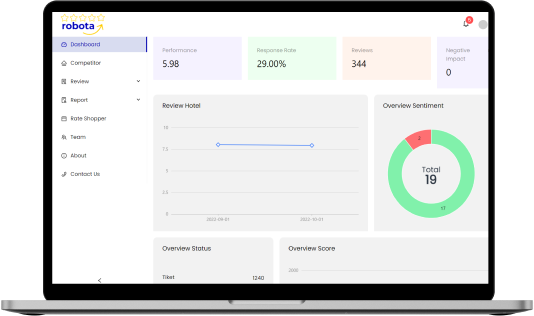 robota
5
Dashboard
Competitor
Review
Report
Rate Shopper
Team
About
Contact Us
Performance
5.98
Response Rate
29.00%
Reviews
344
Negative
Impact
0
Review Hotel
10
7.5
5
2.5
0
2022-09-01
2022-10-01
Overview Sentiment
2
Total
19
17
Overview Status
Tiket
1240
Overview Score
2000